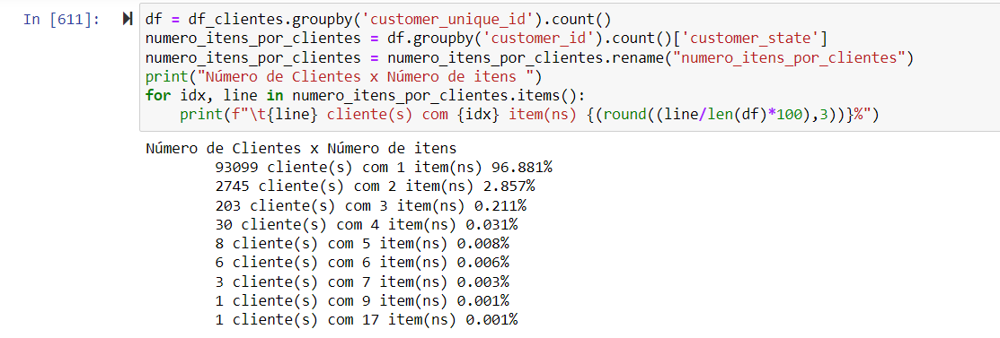 In [611]:
df = df_clientes.groupby('customer_unique_id').count()
numero_itens_por_clientes = df.groupby('customer_id').count()['customer_state']
numero_itens_por_clientes = numero_itens_por_clientes.rename("numero_itens_por_clientes")
print("Número de Clientes x Número de itens ")
for idx, line in numero_itens_por_clientes.items():
    print(f"\t{line} cliente(s) com {idx} item(ns) {(round((line/len(df)*100),3))}%")
Número de Clientes x Número de itens
93099 cliente(s) com 1 item(ns) 96.881%
2745 cliente(s) com 2 item(ns) 2.857%
203 cliente(s) com 3 item(ns) 0.211%
30 cliente(s) com 4 item(ns) 0.031%
8 cliente(s) com 5 item(ns) 0.008%
6 cliente(s) com 6 item(ns) 0.006%
3 cliente(s) com 7 item(ns) 0.003%
1 cliente(s) com 9 item(ns) 0.001%
1 cliente(s) com 17 item(ns) 0.001%